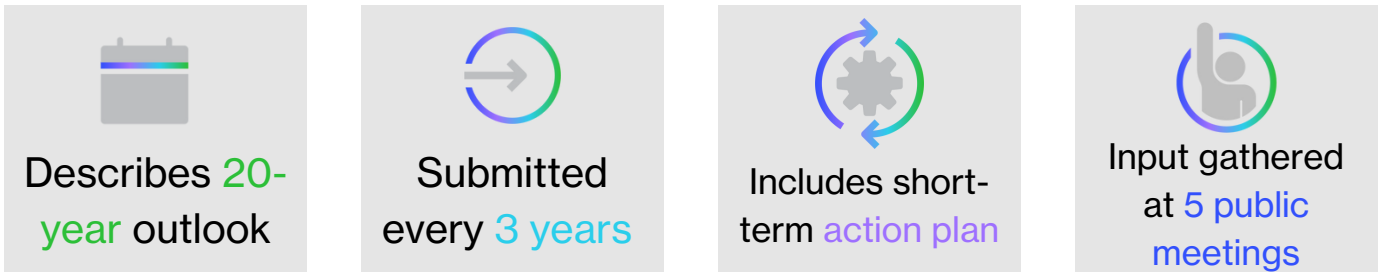 Describes 20-
year outlook
Submitted
every 3 years
Includes short-
term action plan
Input gathered
at 5 public
meetings